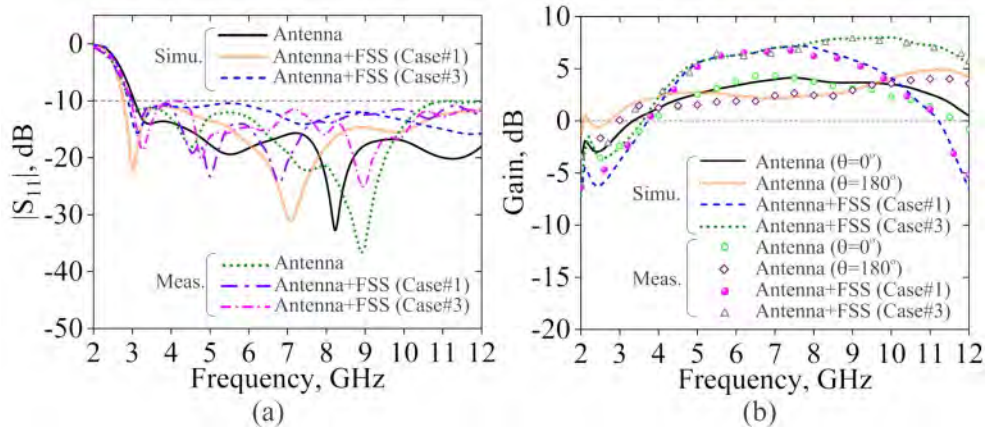 (a)
0
-10
-20
-30
-40
-50
|S11|, dB
Simu.
Antenna
Antenna+FSS (Case#1)
Antenna+FSS (Case#3)
Meas.
Antenna
Antenna+FSS (Case#1)
Antenna+FSS (Case#3)
2 3 4 5 6 7 8 9 10 11 12
Frequency, GHz
(a)
(b)
10
5
0
-5
-10
-15
-20
Gain, dB
Simu.
Antenna (θ=0º)
Antenna (θ=180º)
Antenna+FSS (Case#1)
Antenna+FSS (Case#3)
Meas.
Antenna (θ=0º)
Antenna (θ=180º)
Antenna+FSS (Case#1)
Antenna+FSS (Case#3)
2 3 4 5 6 7 8 9 10 11 12
Frequency, GHz
(b)